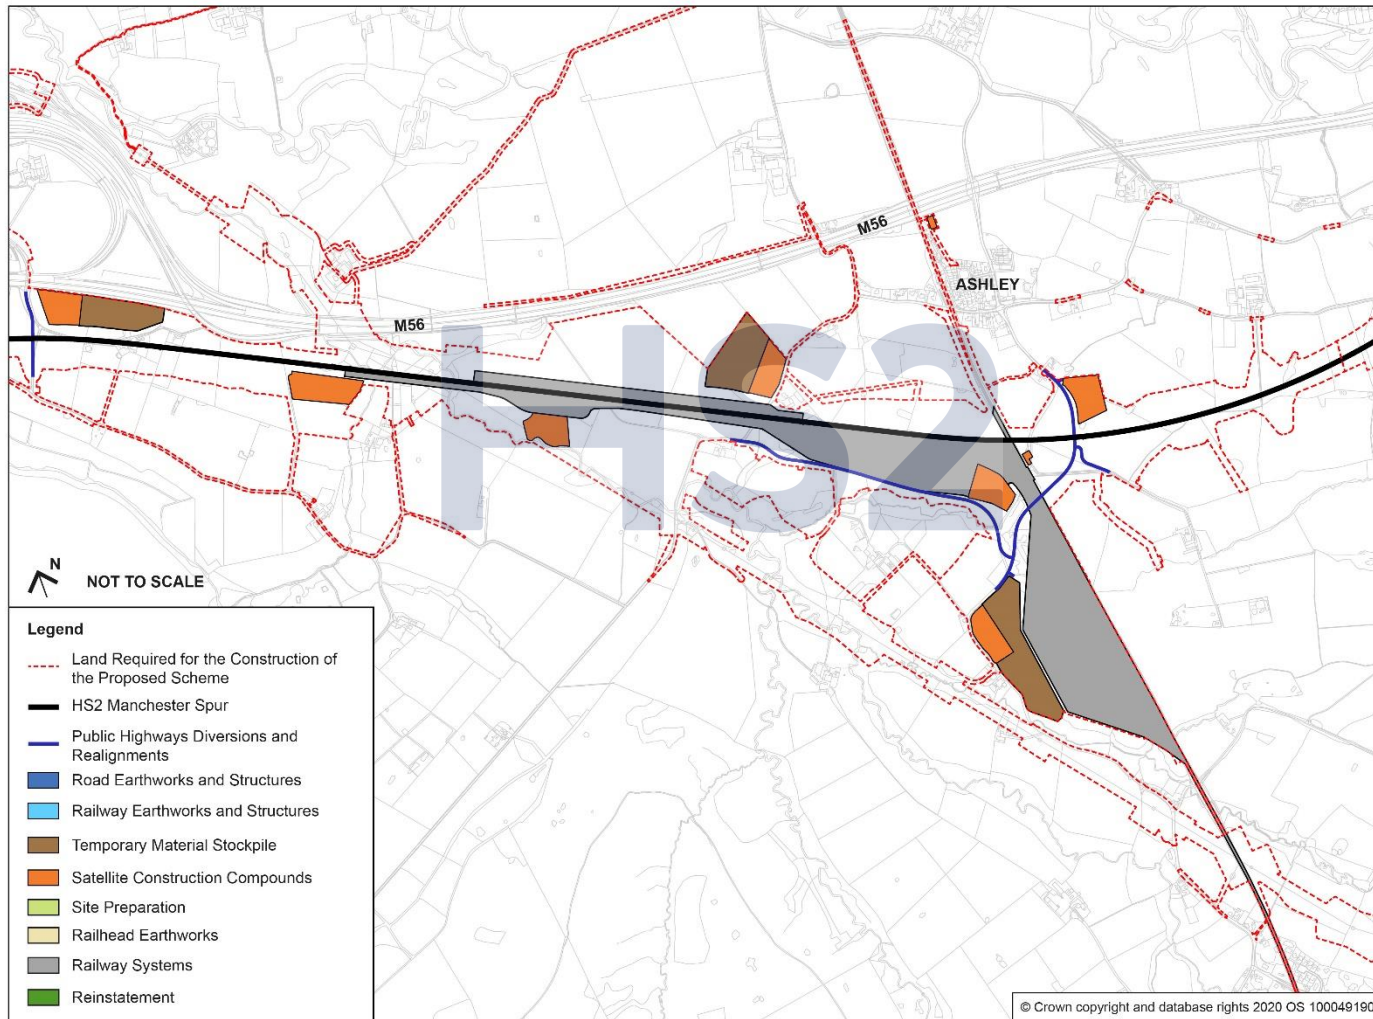 M56
ASHLEY
M56
HS2
N
NOT TO SCALE
Legend
Land Required for the Construction of
the Proposed Scheme
HS2 Manchester Spur
Public Highways Diversions and
Realignments
Road Earthworks and Structures
Railway Earthworks and Structures
Temporary Material Stockpile
Satellite Construction Compounds
Site Preparation
Railhead Earthworks
Railway Systems
Reinstatement
© Crown copyright and database rights 2020 OS 100049190